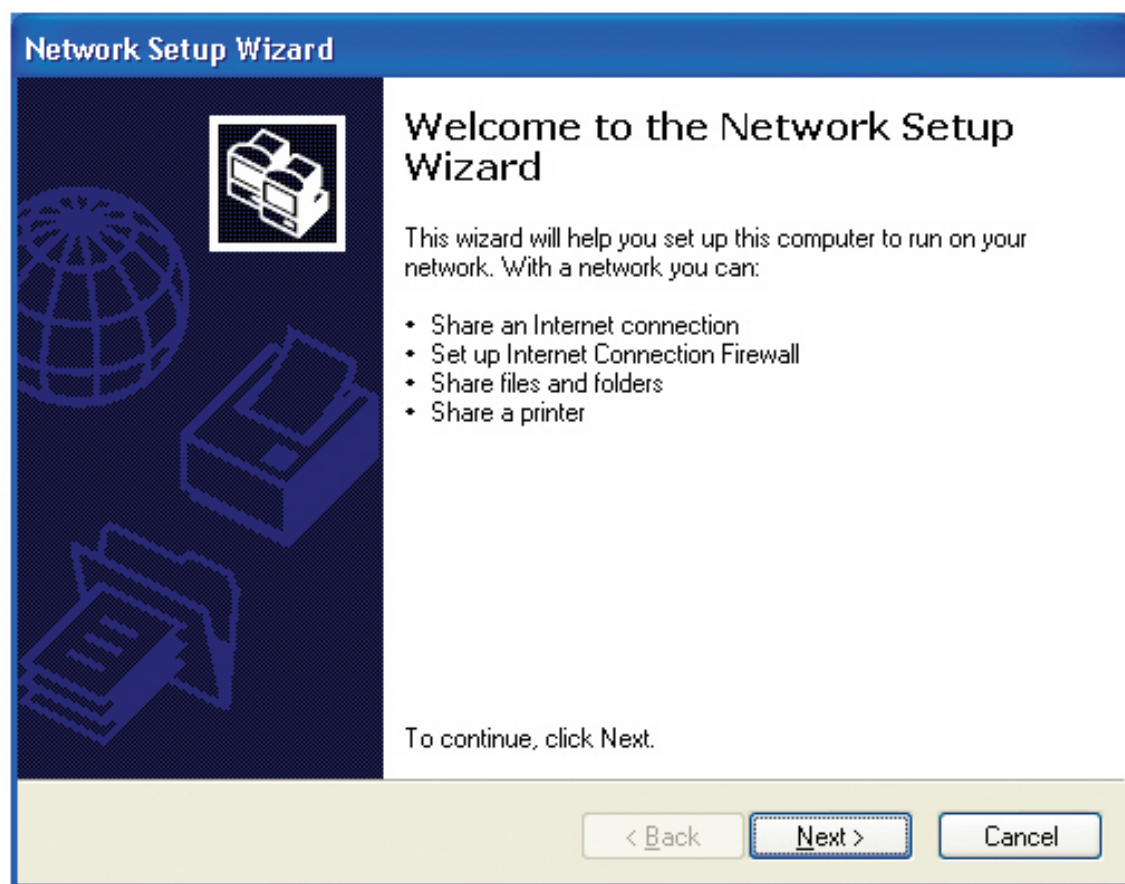 Network Setup Wizard
Welcome to the Network Setup
Wizard
This wizard will help you set up this computer to run on your
network. With a network you can:
• Share an Internet connection
• Set up Internet Connection Firewall
• Share files and folders
• Share a printer
To continue, click Next.
< Back Next > Cancel